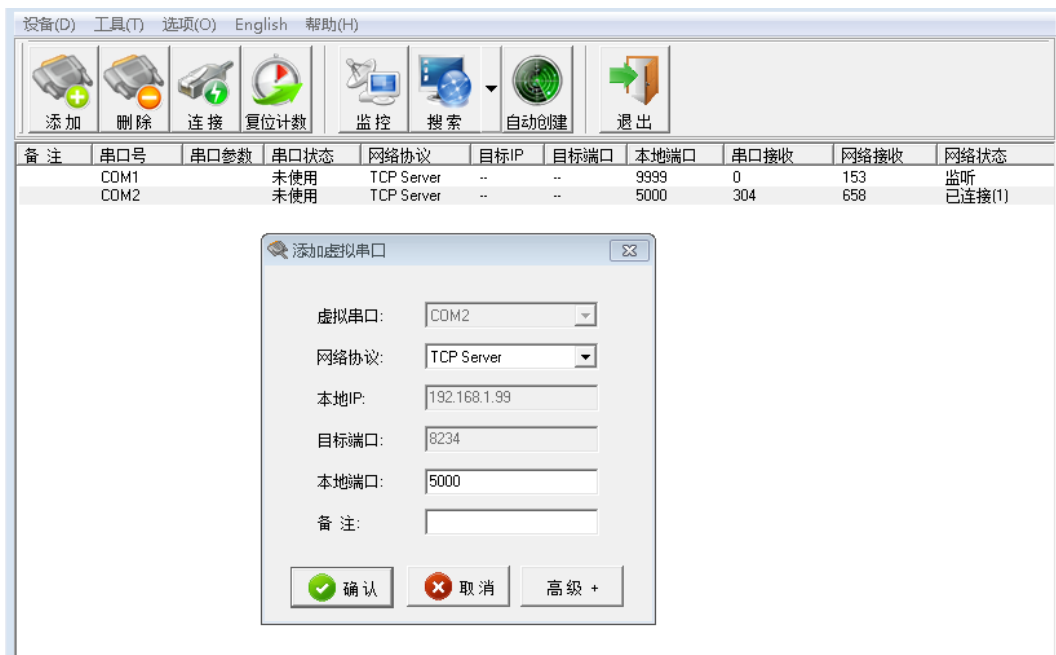 设备(D) 工具(T) 选项(O) English 帮助(H)
添加 删除 连接 复位计数 监控 搜索 自动创建 退出
备 注 串口号 串口参数 串口状态 网络协议 目标IP 目标端口 本地端口 串口接收 网络接收 网络状态
COM1 未使用 TCP Server -- -- 9999 0 153 监听
COM2 未使用 TCP Server -- -- 5000 304 658 已连接(1)
添加虚拟串口
虚拟串口: COM2
网络协议: TCP Server
本地IP: 192.168.1.99
目标端口: 8234
本地端口: 5000
备 注:
确认 取消 高级 +